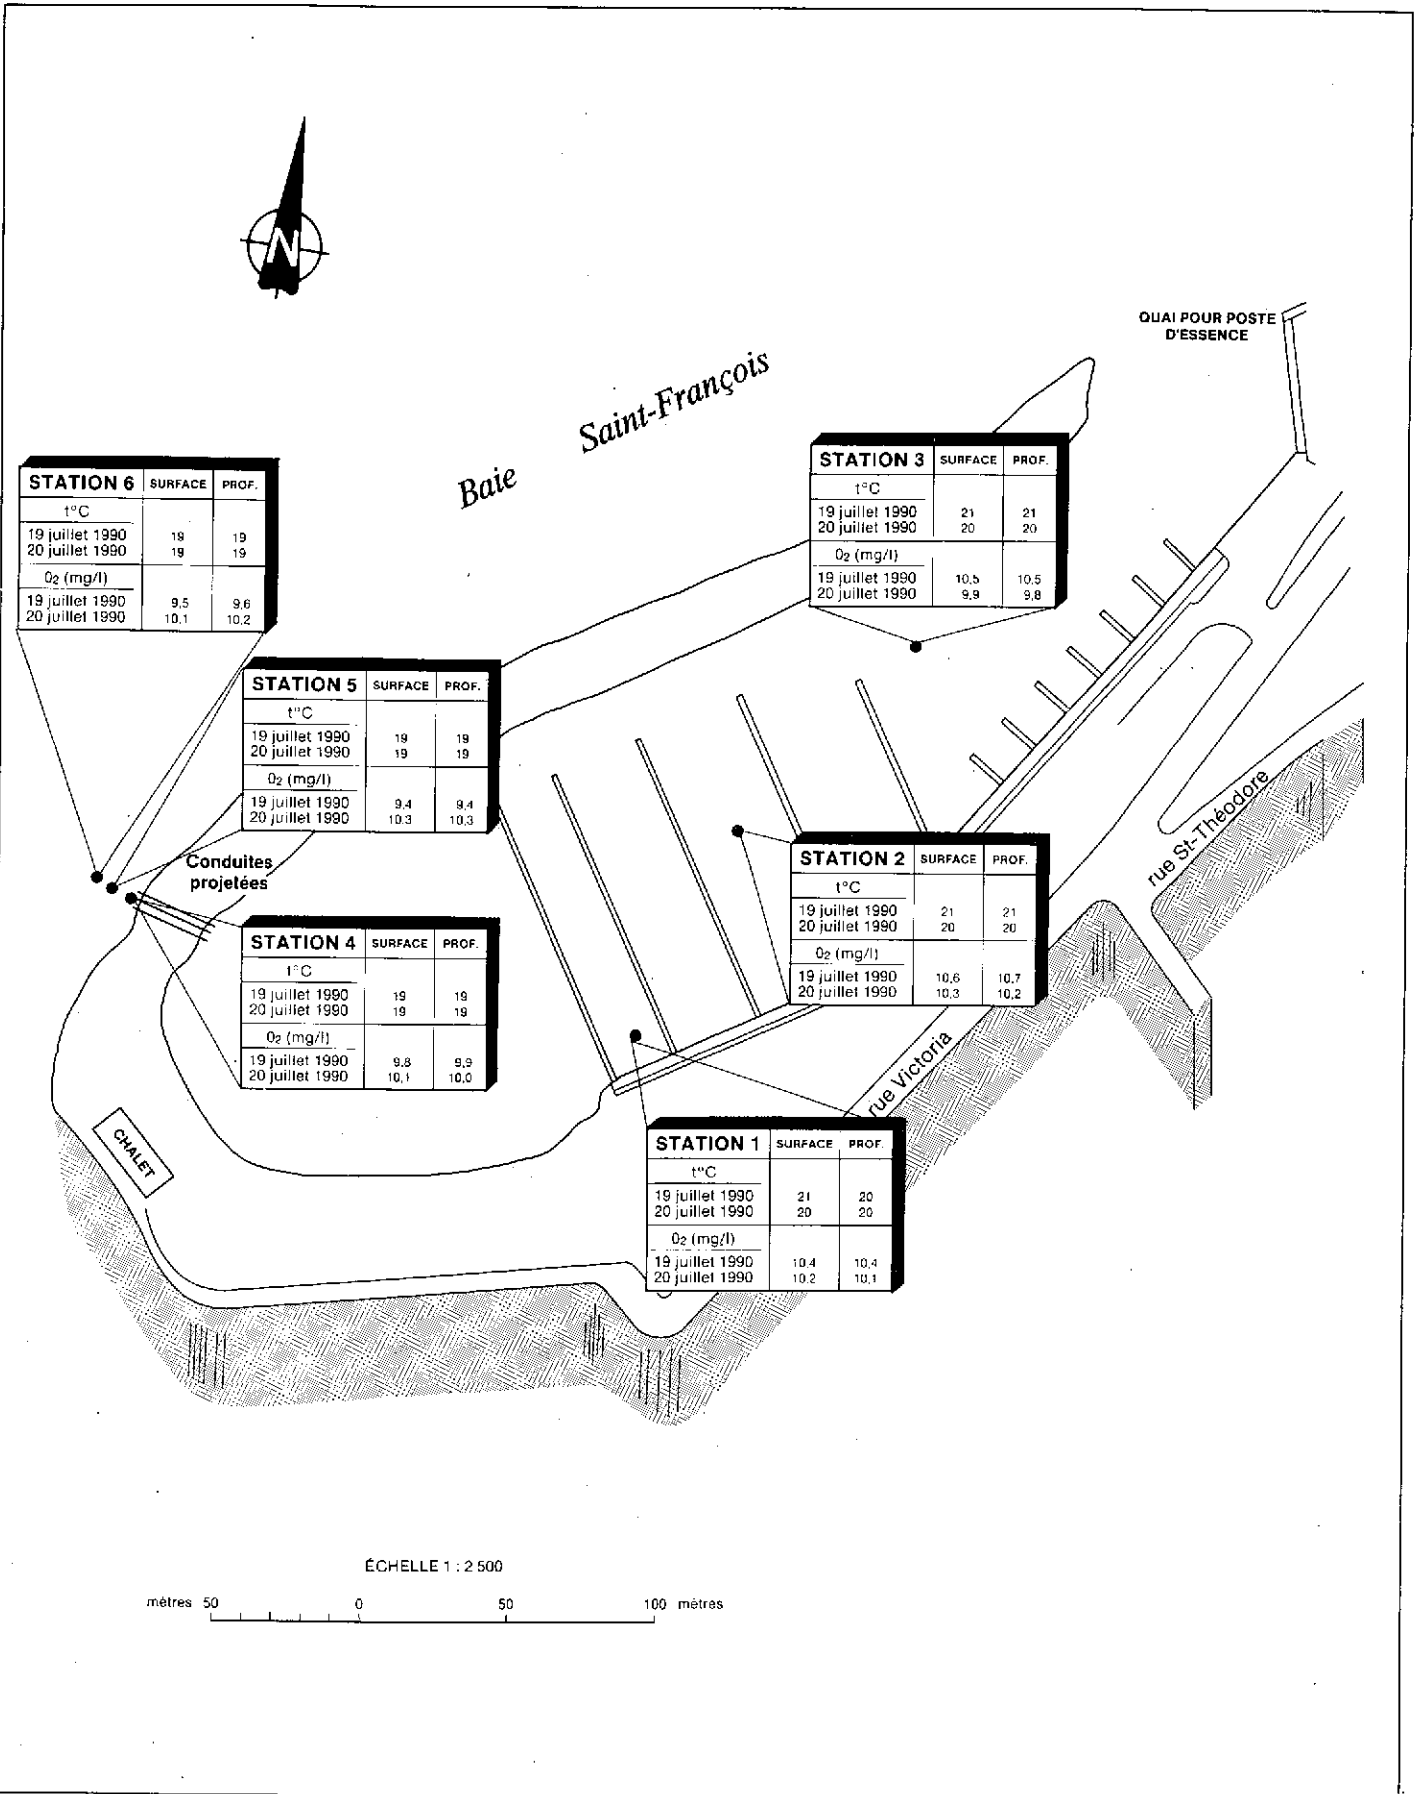 N
QUAI POUR POSTE
D'ESSENCE
Baie Saint-François
STATION 6 SURFACE PROF.
t°C
19 juillet 1990 19 19
20 juillet 1990 19 19
O2 (mg/l)
19 juillet 1990 9,5 9,6
20 juillet 1990 10,1 10,2
STATION 3 SURFACE PROF.
t°C
19 juillet 1990 21 21
20 juillet 1990 20 20
O2 (mg/l)
19 juillet 1990 10,5 10,5
20 juillet 1990 9,9 9,8
STATION 5 SURFACE PROF.
t°C
19 juillet 1990 19 19
20 juillet 1990 19 19
O2 (mg/l)
19 juillet 1990 9,4 9,4
20 juillet 1990 10,3 10,3
Conduites
projetées
STATION 2 SURFACE PROF.
t°C
19 juillet 1990 21 21
20 juillet 1990 20 20
O2 (mg/l)
19 juillet 1990 10,6 10,7
20 juillet 1990 10,3 10,2
rue St-Théodore
STATION 4 SURFACE PROF.
t°C
19 juillet 1990 19 19
20 juillet 1990 19 19
O2 (mg/l)
19 juillet 1990 9,8 9,9
20 juillet 1990 10,1 10,0
rue Victoria
CHALET
STATION 1 SURFACE PROF.
t°C
19 juillet 1990 21 20
20 juillet 1990 20 20
O2 (mg/l)
19 juillet 1990 10,4 10,4
20 juillet 1990 10,2 10,1
ÉCHELLE 1 : 2 500
mètres 50 0 50 100 mètres